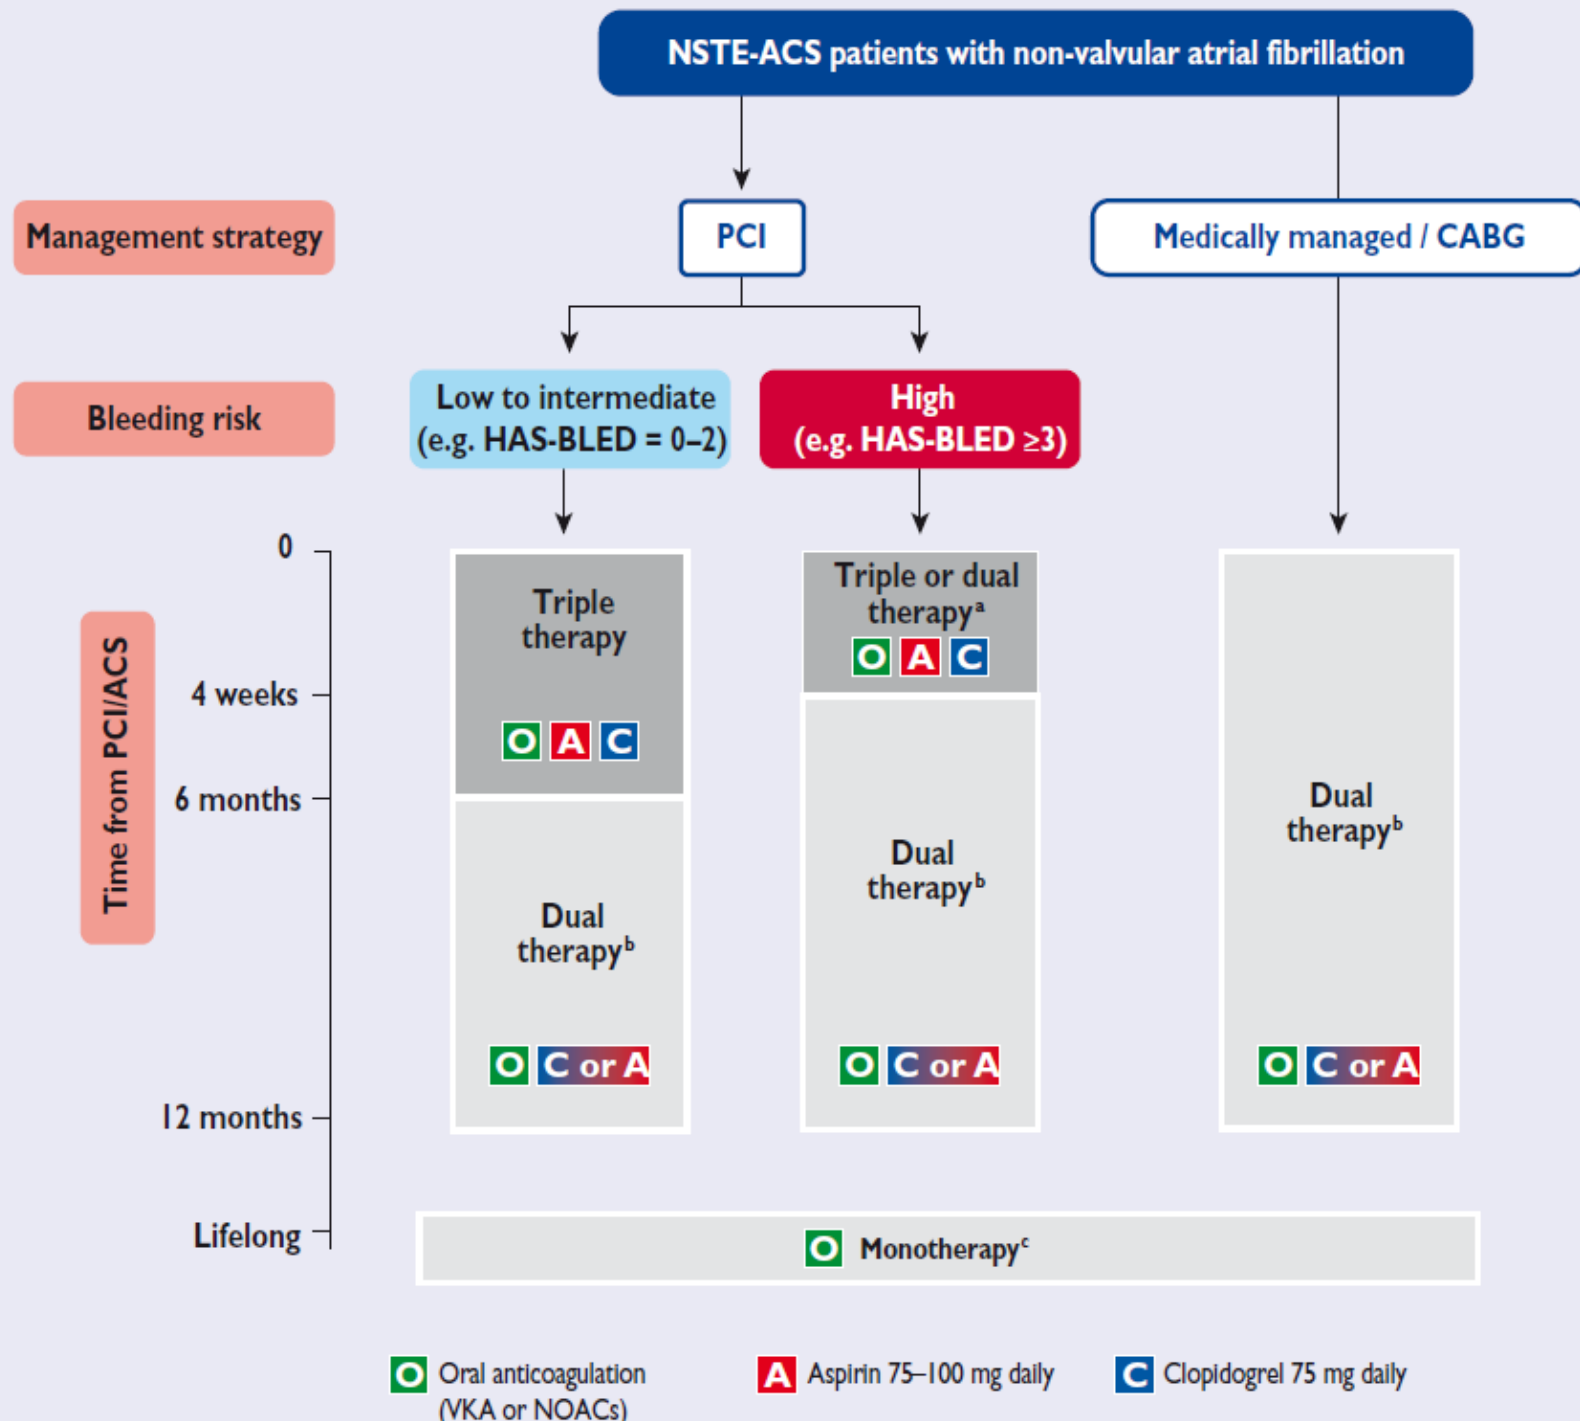 NSTE-ACS patients with non-valvular atrial fibrillation
Management strategy
PCI
Medically managed / CABG
Bleeding risk
Low to intermediate
(e.g. HAS-BLED = 0–2)
High
(e.g. HAS-BLED ≥3)
Time from PCI/ACS
0
4 weeks
6 months
12 months
Lifelong
Triple
therapy
O A C
Dual
therapyᵇ
O C or A
Triple or dual
therapyᵃ
O A C
Dual
therapyᵇ
O C or A
Dual
therapyᵇ
O C or A
O Monotherapyᶜ
O Oral anticoagulation
(VKA or NOACs)
A Aspirin 75–100 mg daily
C Clopidogrel 75 mg daily